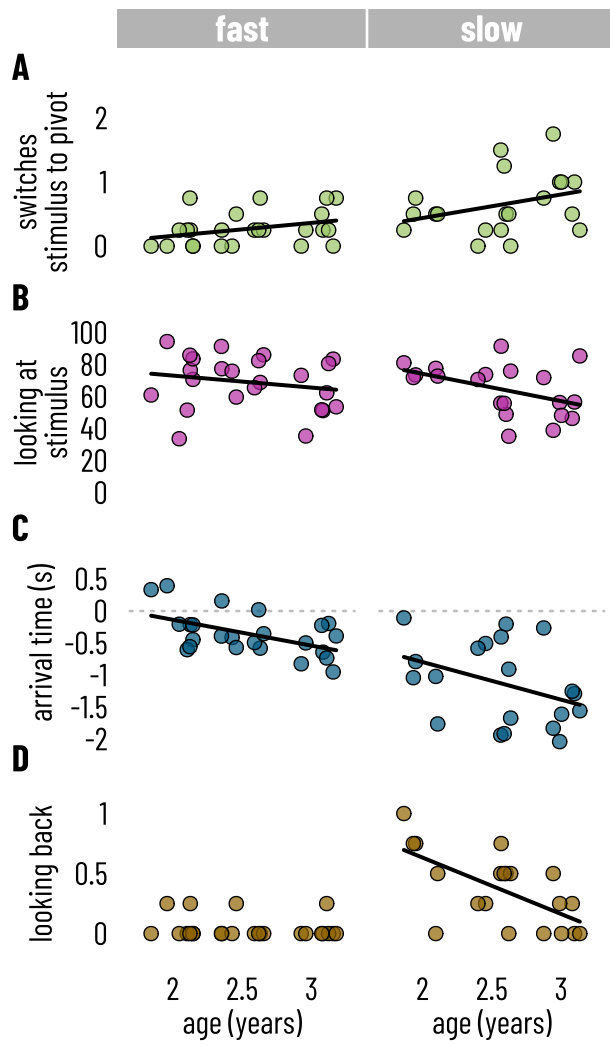 fast
slow
A
switches
stimulus to pivot
2
1
0
B
looking at
stimulus
100
80
60
40
20
0
C
arrival time (s)
0.5
0
-0.5
-1
-1.5
-2
D
looking back
1
0.5
0
2 2.5 3
age (years)
2 2.5 3
age (years)